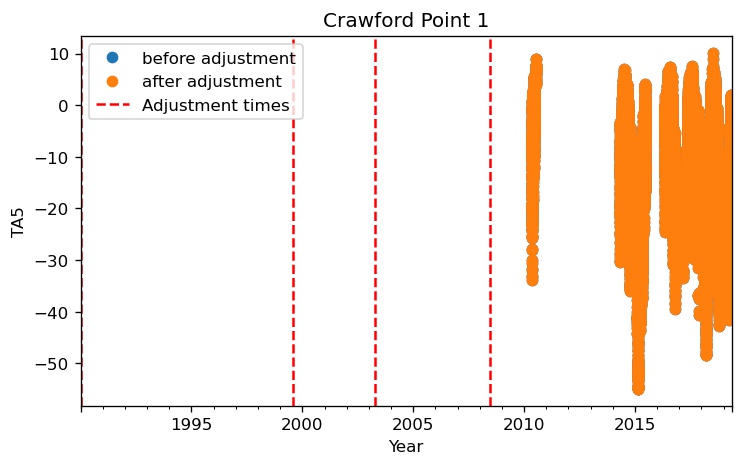 Crawford Point 1
before adjustment
after adjustment
Adjustment times
10
0
−10
−20
−30
−40
−50
TA5
1995
2000
2005
2010
2015
Year